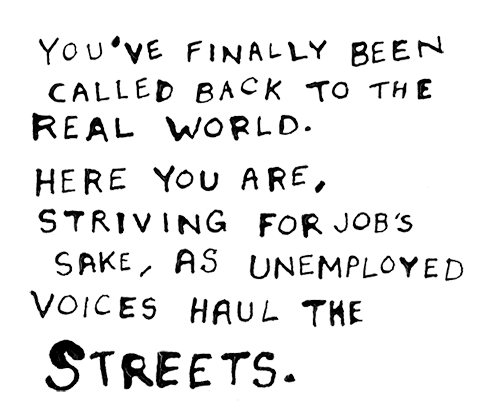 YOU'VE FINALLY BEEN
CALLED BACK TO THE
REAL WORLD.
HERE YOU ARE,
STRIVING FOR JOB'S
SAKE, AS UNEMPLOYED
VOICES HAUL THE
STREETS.